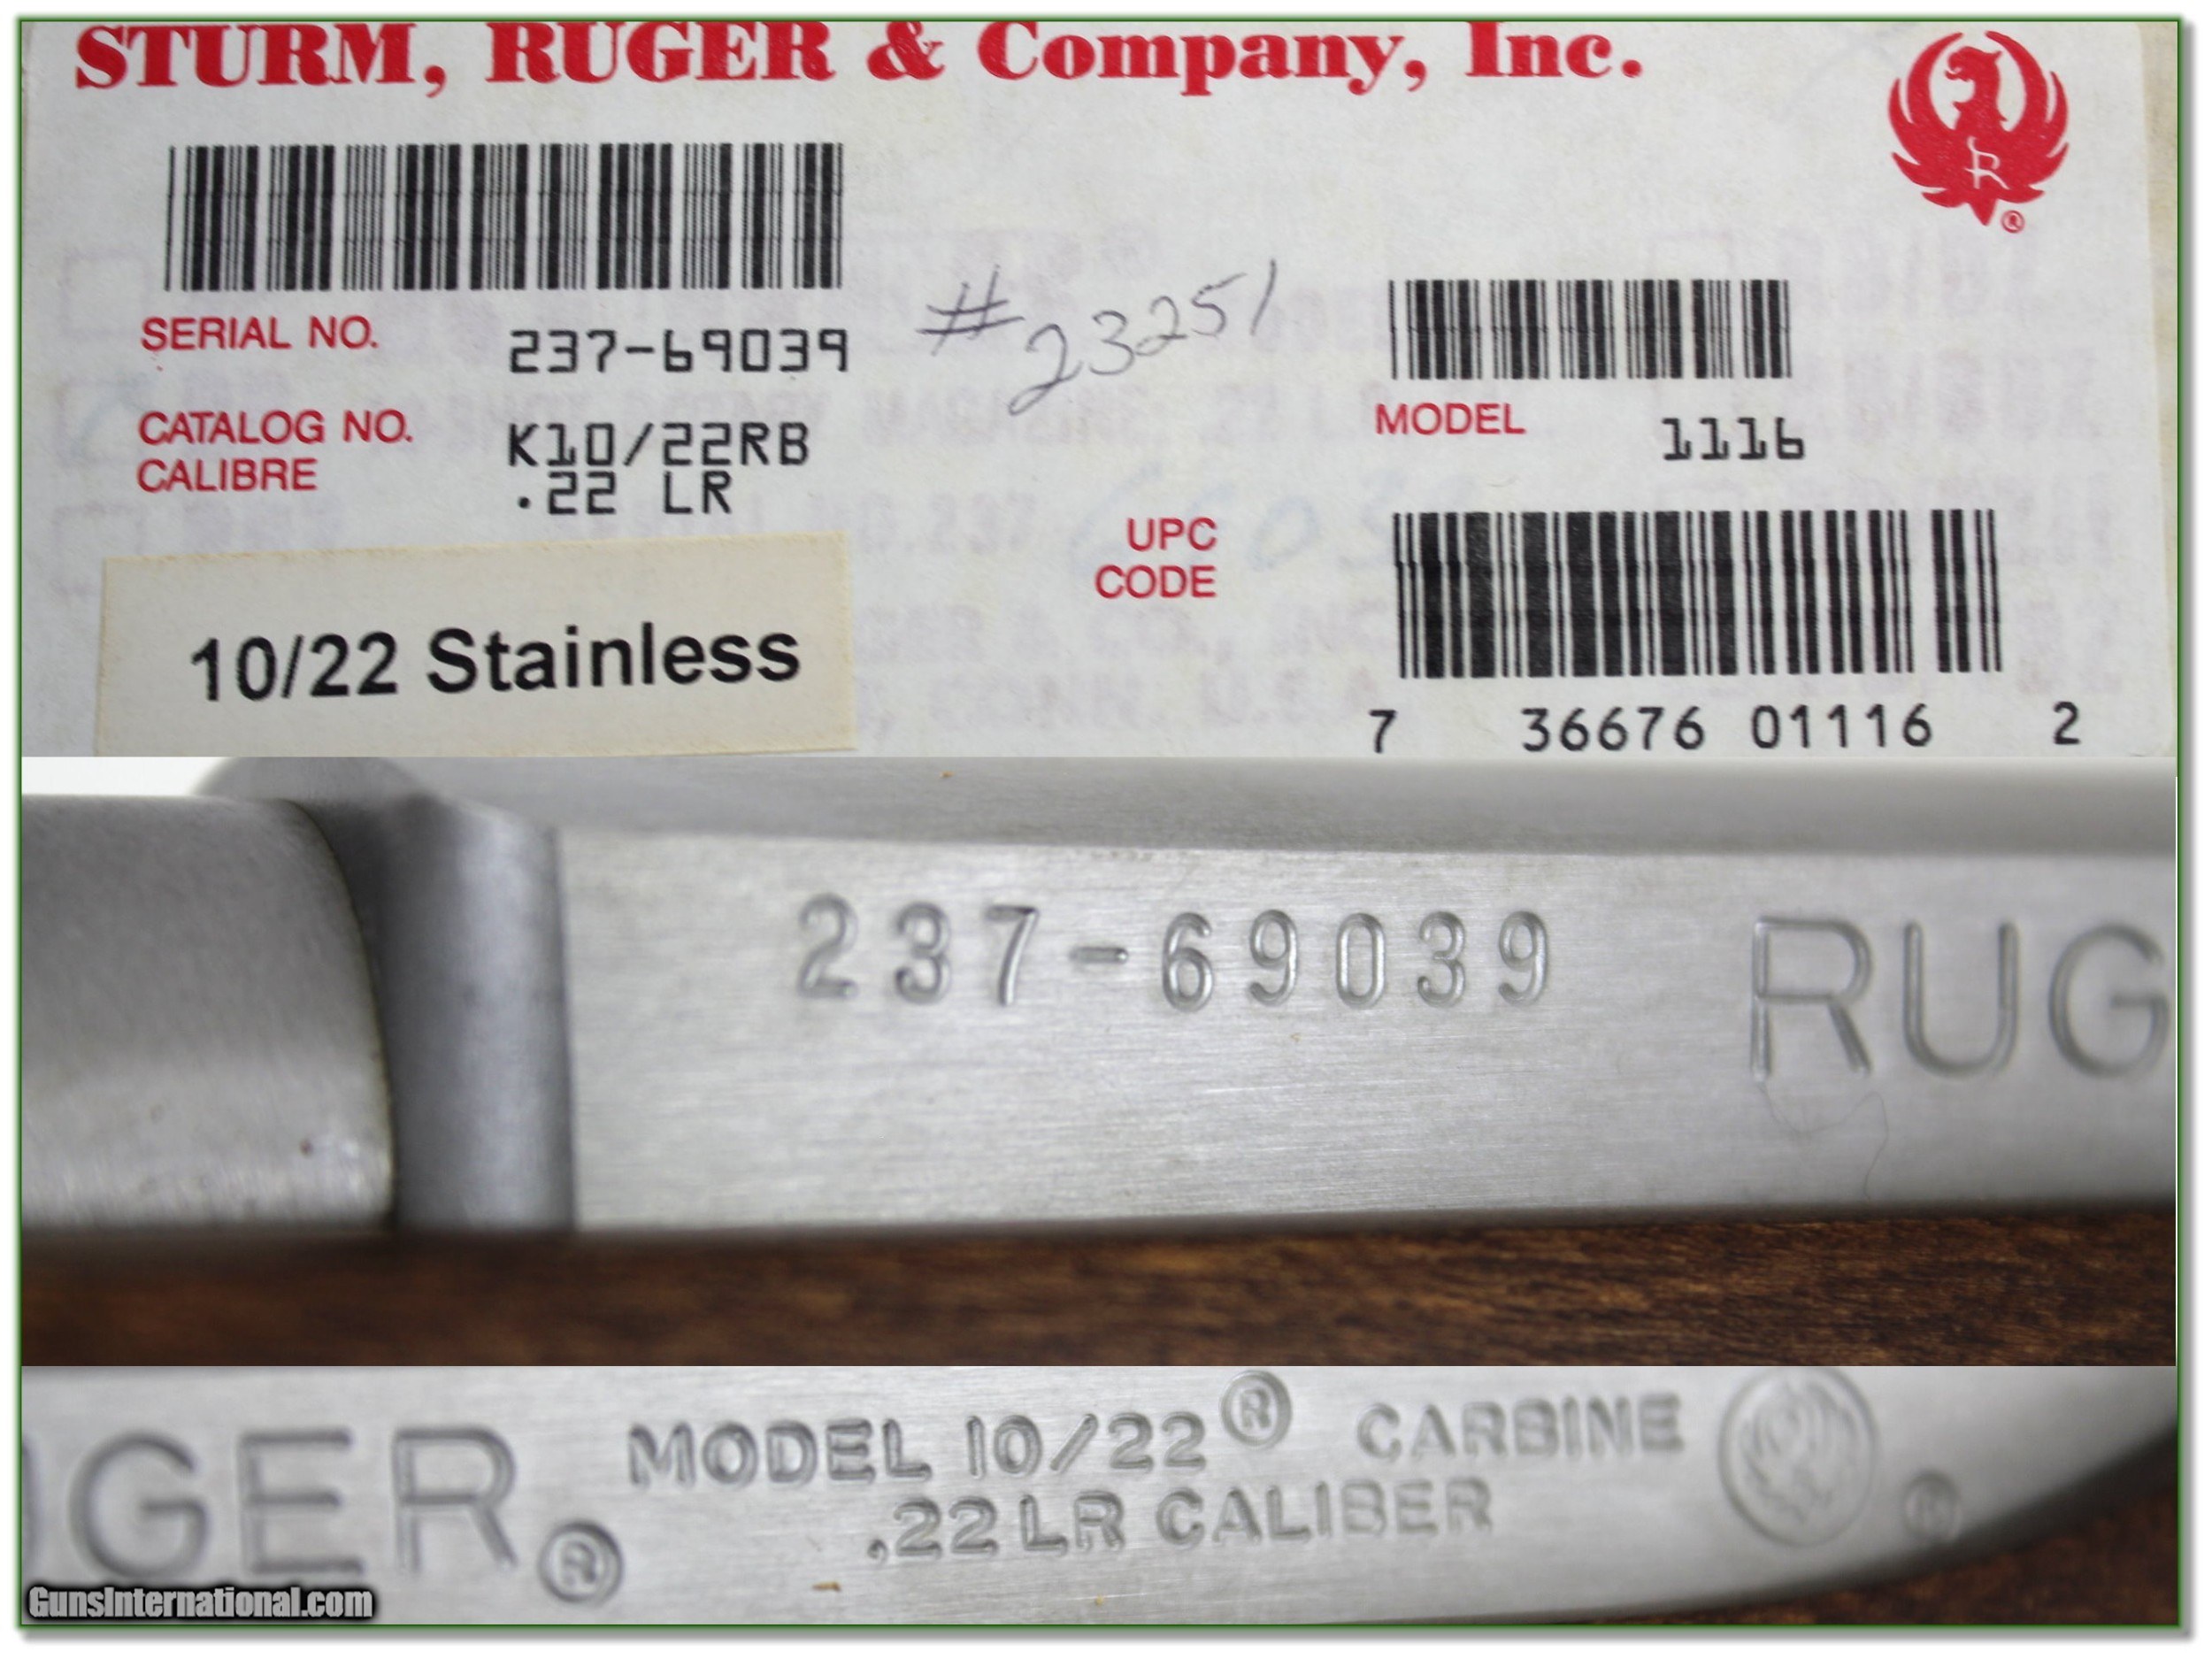 STURM, RUGER & Company, Inc.
R
®
SERIAL NO. 237-69039
#23251
CATALOG NO. K10/22RB
CALIBRE .22 LR
MODEL 1116
UPC
CODE
10/22 Stainless
7 36676 01116 2
237-69039 RUG
UGER® MODEL 10/22® CARBINE ®
.22 LR CALIBER
GunsInternational.com